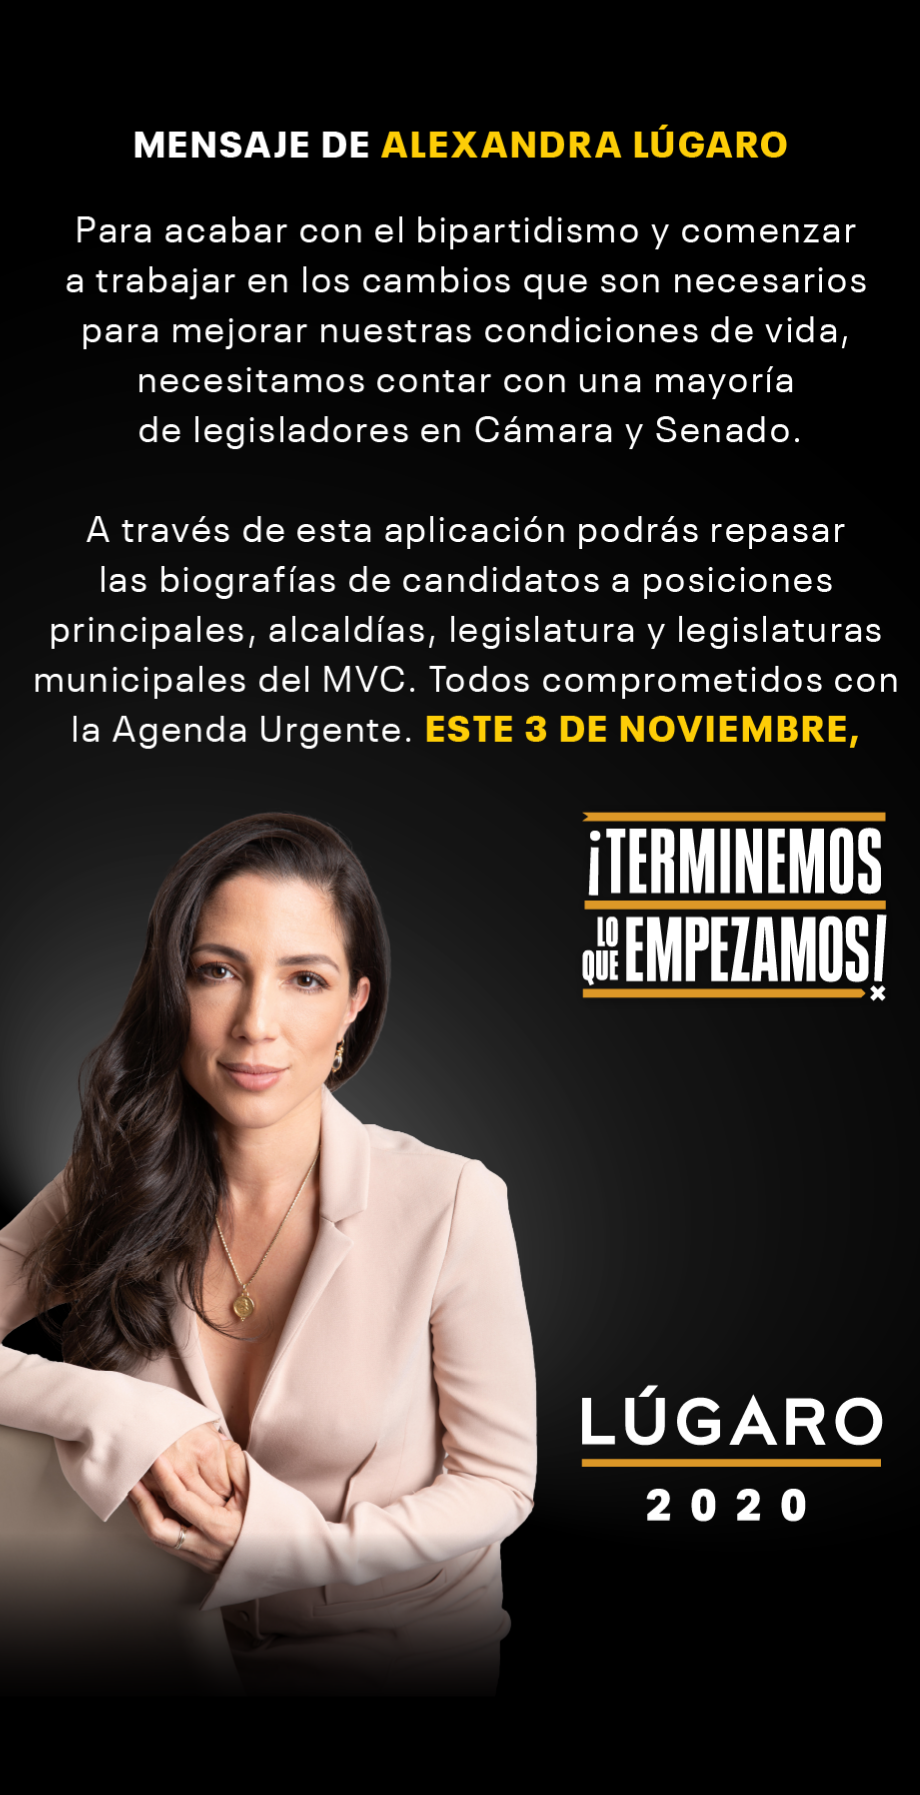 MENSAJE DE ALEXANDRA LÚGARO
Para acabar con el bipartidismo y comenzar
a trabajar en los cambios que son necesarios
para mejorar nuestras condiciones de vida,
necesitamos contar con una mayoría
de legisladores en Cámara y Senado.
A través de esta aplicación podrás repasar
las biografías de candidatos a posiciones
principales, alcaldías, legislatura y legislaturas
municipales del MVC. Todos comprometidos con
la Agenda Urgente. ESTE 3 DE NOVIEMBRE,
¡TERMINEMOS
LO QUE EMPEZAMOS!
LÚGARO
2020